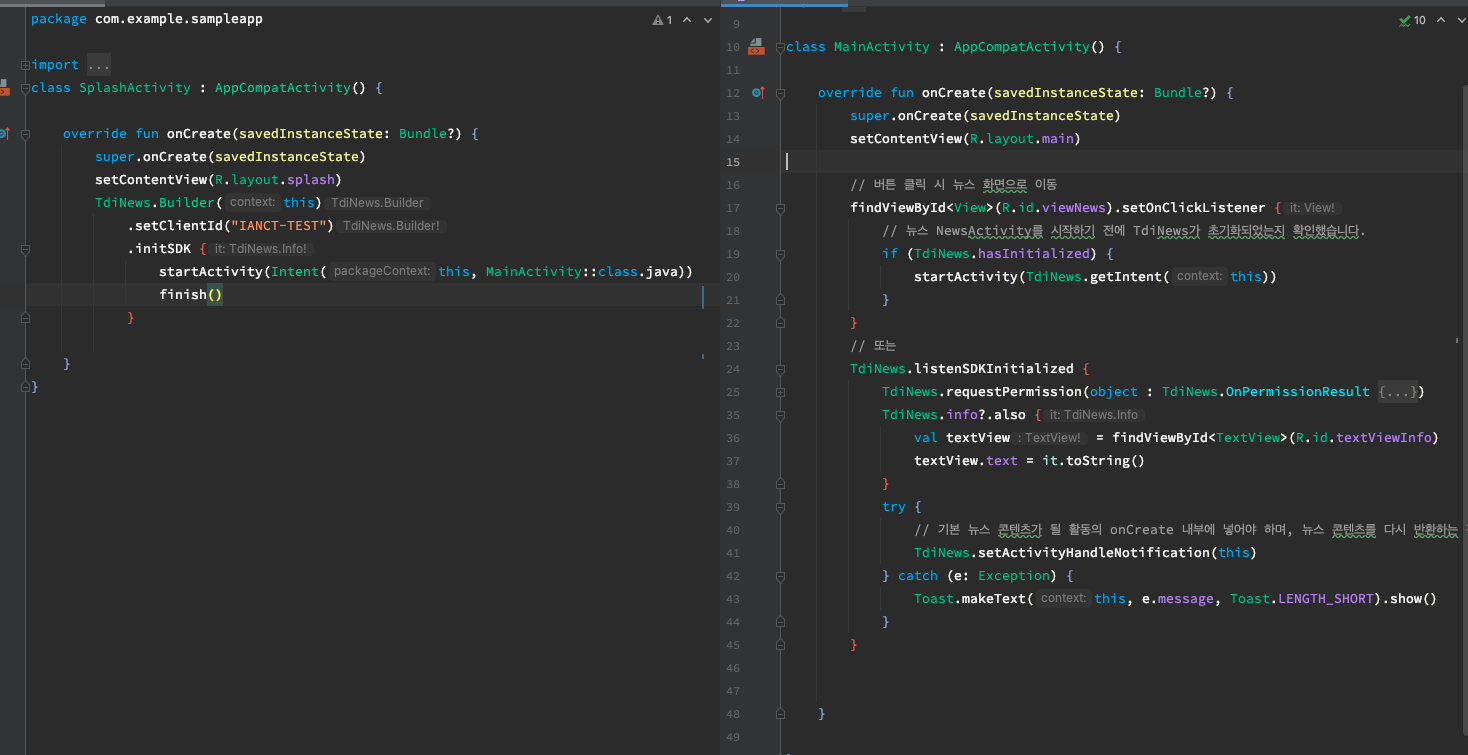 package com.example.sampleapp
1
import ...
class SplashActivity : AppCompatActivity() {
override fun onCreate(savedInstanceState: Bundle?) {
super.onCreate(savedInstanceState)
setContentView(R.layout.splash)
TdiNews.Builder( context: this) TdiNews.Builder
.setClientId("IANCT-TEST") TdiNews.Builder!
.initSDK { it: TdiNews.Info!
startActivity(Intent( packageContext: this, MainActivity::class.java))
finish()
}
}
}
10
9
10 class MainActivity : AppCompatActivity() {
11
12 override fun onCreate(savedInstanceState: Bundle?) {
13 super.onCreate(savedInstanceState)
14 setContentView(R.layout.main)
15
16 // 버튼 클릭 시 뉴스 화면으로 이동
17 findViewById<View>(R.id.viewNews).setOnClickListener { it: View!
18 // 뉴스 NewsActivity를 시작하기 전에 TdiNews가 초기화되었는지 확인했습니다.
19 if (TdiNews.hasInitialized) {
20 startActivity(TdiNews.getIntent( context: this))
21 }
22 }
23 // 또는
24 TdiNews.listenSDKInitialized {
25 TdiNews.requestPermission(object : TdiNews.OnPermissionResult {...})
35 TdiNews.info?.also { it: TdiNews.Info
36 val textView : TextView! = findViewById<TextView>(R.id.textViewInfo)
37 textView.text = it.toString()
38 }
39 try {
40 // 기본 뉴스 콘텐츠가 될 활동의 onCreate 내부에 넣어야 하며, 뉴스 콘텐츠를 다시 반환하는
41 TdiNews.setActivityHandleNotification(this)
42 } catch (e: Exception) {
43 Toast.makeText( context: this, e.message, Toast.LENGTH_SHORT).show()
44 }
45 }
46
47
48 }
49